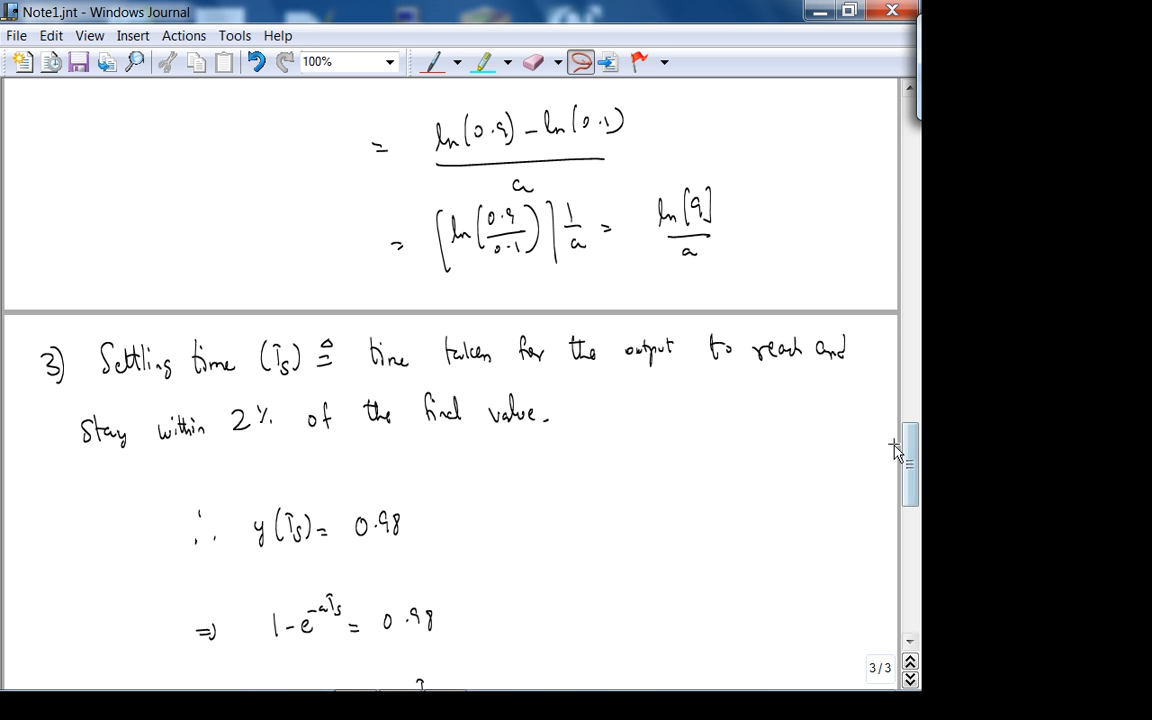 Note1.jnt - Windows Journal
File Edit View Insert Actions Tools Help
100%
= ln(0.9) - ln(0.1) / a
= [ln(0.9/0.1)] 1/a = ln[9] / a
3) Settling time (Ts) ≜ time taken for the output to reach and
stay within 2% of the final value.
∴ y(Ts) = 0.98
⇒ 1 - e^{-aTs} = 0.98
3/3